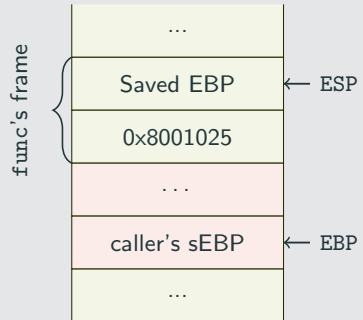 ...
Saved EBP
ESP
0x8001025
func's frame
...
caller's sEBP
EBP
...